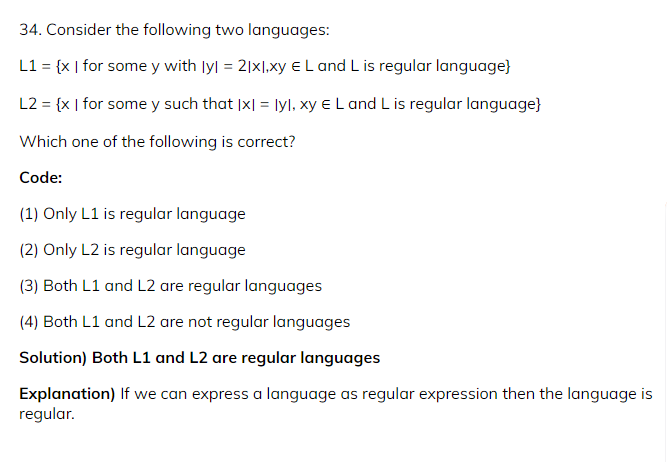 34. Consider the following two languages:
L1 = {x | for some y with |y| = 2|x|,xy ∈ L and L is regular language}
L2 = {x | for some y such that |x| = |y|, xy ∈ L and L is regular language}
Which one of the following is correct?
Code:
(1) Only L1 is regular language
(2) Only L2 is regular language
(3) Both L1 and L2 are regular languages
(4) Both L1 and L2 are not regular languages
Solution) Both L1 and L2 are regular languages
Explanation) If we can express a language as regular expression then the language is
regular.